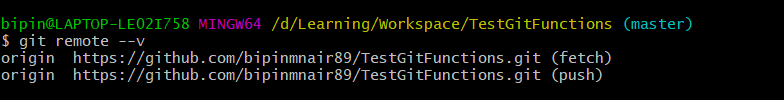 bipin@LAPTOP-LE02I758 MINGW64 /d/Learning/Workspace/TestGitFunctions (master)
$ git remote --v
origin  https://github.com/bipinmnair89/TestGitFunctions.git (fetch)
origin  https://github.com/bipinmnair89/TestGitFunctions.git (push)